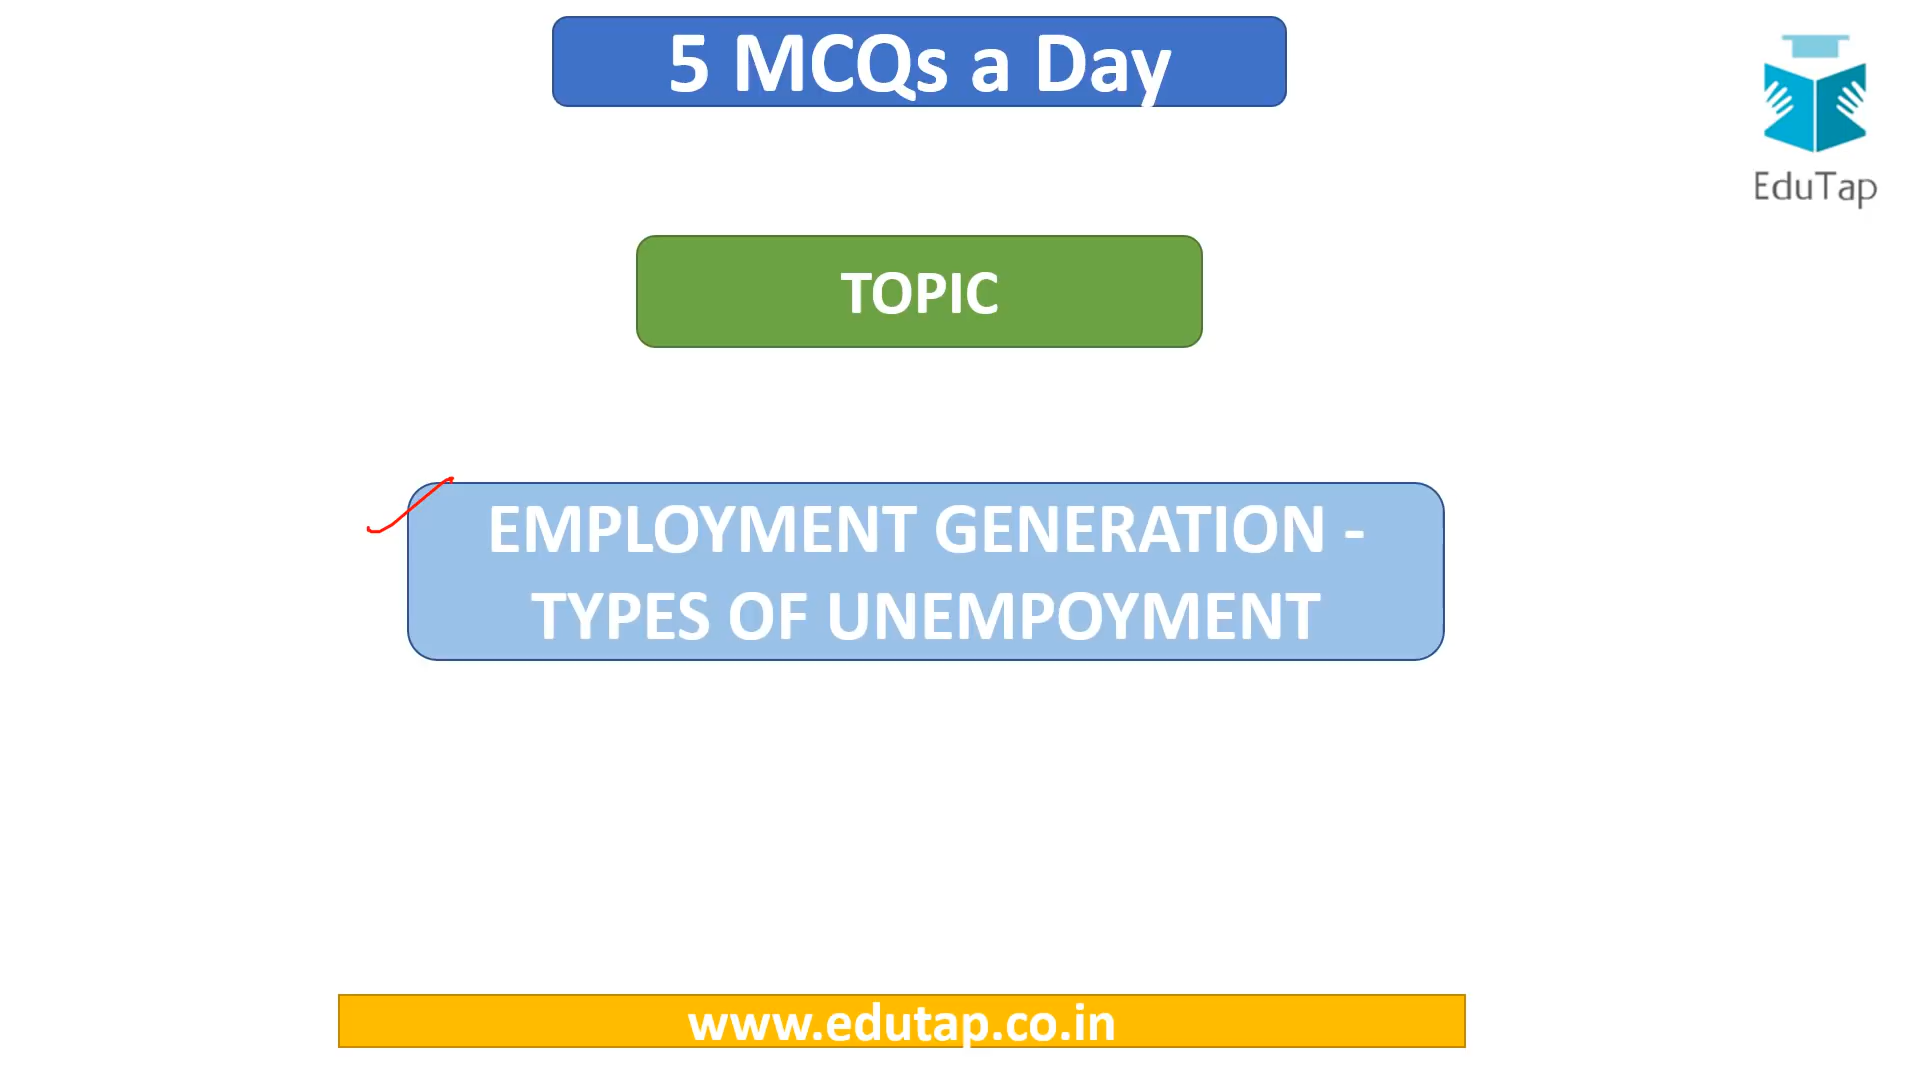 5 MCQs a Day
EduTap
TOPIC
EMPLOYMENT GENERATION -
TYPES OF UNEMPOYMENT
www.edutap.co.in